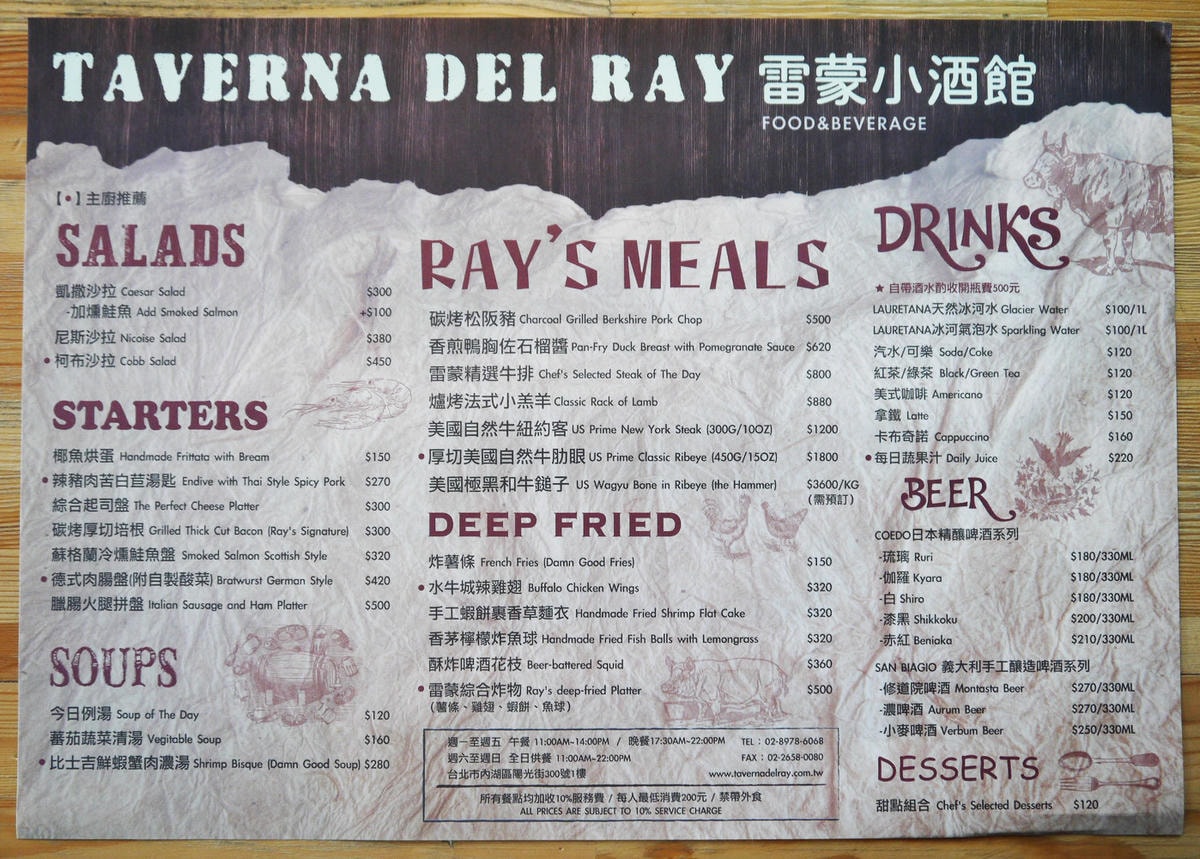 TAVERNA DEL RAY 雷蒙小酒館
FOOD&BEVERAGE
【•】主廚推薦
SALADS
凱撒沙拉 Caesar Salad $300
-加燻鮭魚 Add Smoked Salmon +$100
尼斯沙拉 Nicoise Salad $380
• 柯布沙拉 Cobb Salad $450
STARTERS
椰魚烘蛋 Handmade Frittata with Bream $150
• 辣豬肉苦白苣湯匙 Endive with Thai Style Spicy Pork $270
綜合起司盤 The Perfect Cheese Platter $300
碳烤厚切培根 Grilled Thick Cut Bacon (Ray's Signature) $300
蘇格蘭冷燻鮭魚盤 Smoked Salmon Scottish Style $320
• 德式肉腸盤(附自製酸菜) Bratwurst German Style $420
臘腸火腿拼盤 Italian Sausage and Ham Platter $500
SOUPS
今日例湯 Soup of The Day $120
蕃茄蔬菜清湯 Vegitable Soup $160
• 比士吉鮮蝦蟹肉濃湯 Shrimp Bisque (Damn Good Soup) $280
RAY'S MEALS
碳烤松阪豬 Charcoal Grilled Berkshire Pork Chop $500
香煎鴨胸佐石榴醬 Pan-Fry Duck Breast with Pomegranate Sauce $620
雷蒙精選牛排 Chef's Selected Steak of The Day $800
爐烤法式小羔羊 Classic Rack of Lamb $880
美國自然牛紐約客 US Prime New York Steak (300G/10OZ) $1200
• 厚切美國自然牛肋眼 US Prime Classic Ribeye (450G/15OZ) $1800
美國極黑和牛鎚子 US Wagyu Bone in Ribeye (the Hammer) $3600/KG
(需預訂)
DEEP FRIED
炸薯條 French Fries (Damn Good Fries) $150
• 水牛城辣雞翅 Buffalo Chicken Wings $320
手工蝦餅裹香草麵衣 Handmade Fried Shrimp Flat Cake $320
香茅檸檬炸魚球 Handmade Fried Fish Balls with Lemongrass $320
酥炸啤酒花枝 Beer-battered Squid $360
• 雷蒙綜合炸物 Ray's deep-fried Platter $500
(薯條、雞翅、蝦餅、魚球)
週一至週五 午餐 11:00AM~14:00PM / 晚餐17:30AM~22:00PM TEL : 02-8978-6068
週六至週日 全日供餐 11:00AM~22:00PM FAX : 02-2658-0080
台北市內湖區陽光街300號1樓 www.tavernadelray.com.tw
所有餐點均加收10%服務費 / 每人最低消費200元 / 禁帶外食
ALL PRICES ARE SUBJECT TO 10% SERVICE CHARGE
DRINKS
★ 自帶酒水酌收開瓶費500元
LAURETANA天然冰河水 Glacier Water $100/1L
LAURETANA冰河氣泡水 Sparkling Water $100/1L
汽水/可樂 Soda/Coke $120
紅茶/綠茶 Black/Green Tea $120
美式咖啡 Americano $120
拿鐵 Latte $150
卡布奇諾 Cappuccino $160
• 每日蔬果汁 Daily Juice $220
BEER
COEDO日本精釀啤酒系列
-琉璃 Ruri $180/330ML
-伽羅 Kyara $180/330ML
-白 Shiro $180/330ML
-漆黑 Shikkoku $200/330ML
-赤紅 Beniaka $210/330ML
SAN BIAGIO 義大利手工釀造啤酒系列
-修道院啤酒 Montasta Beer $270/330ML
-濃啤酒 Aurum Beer $270/330ML
-小麥啤酒 Verbum Beer $250/330ML
DESSERTS
甜點組合 Chef's Selected Desserts $120